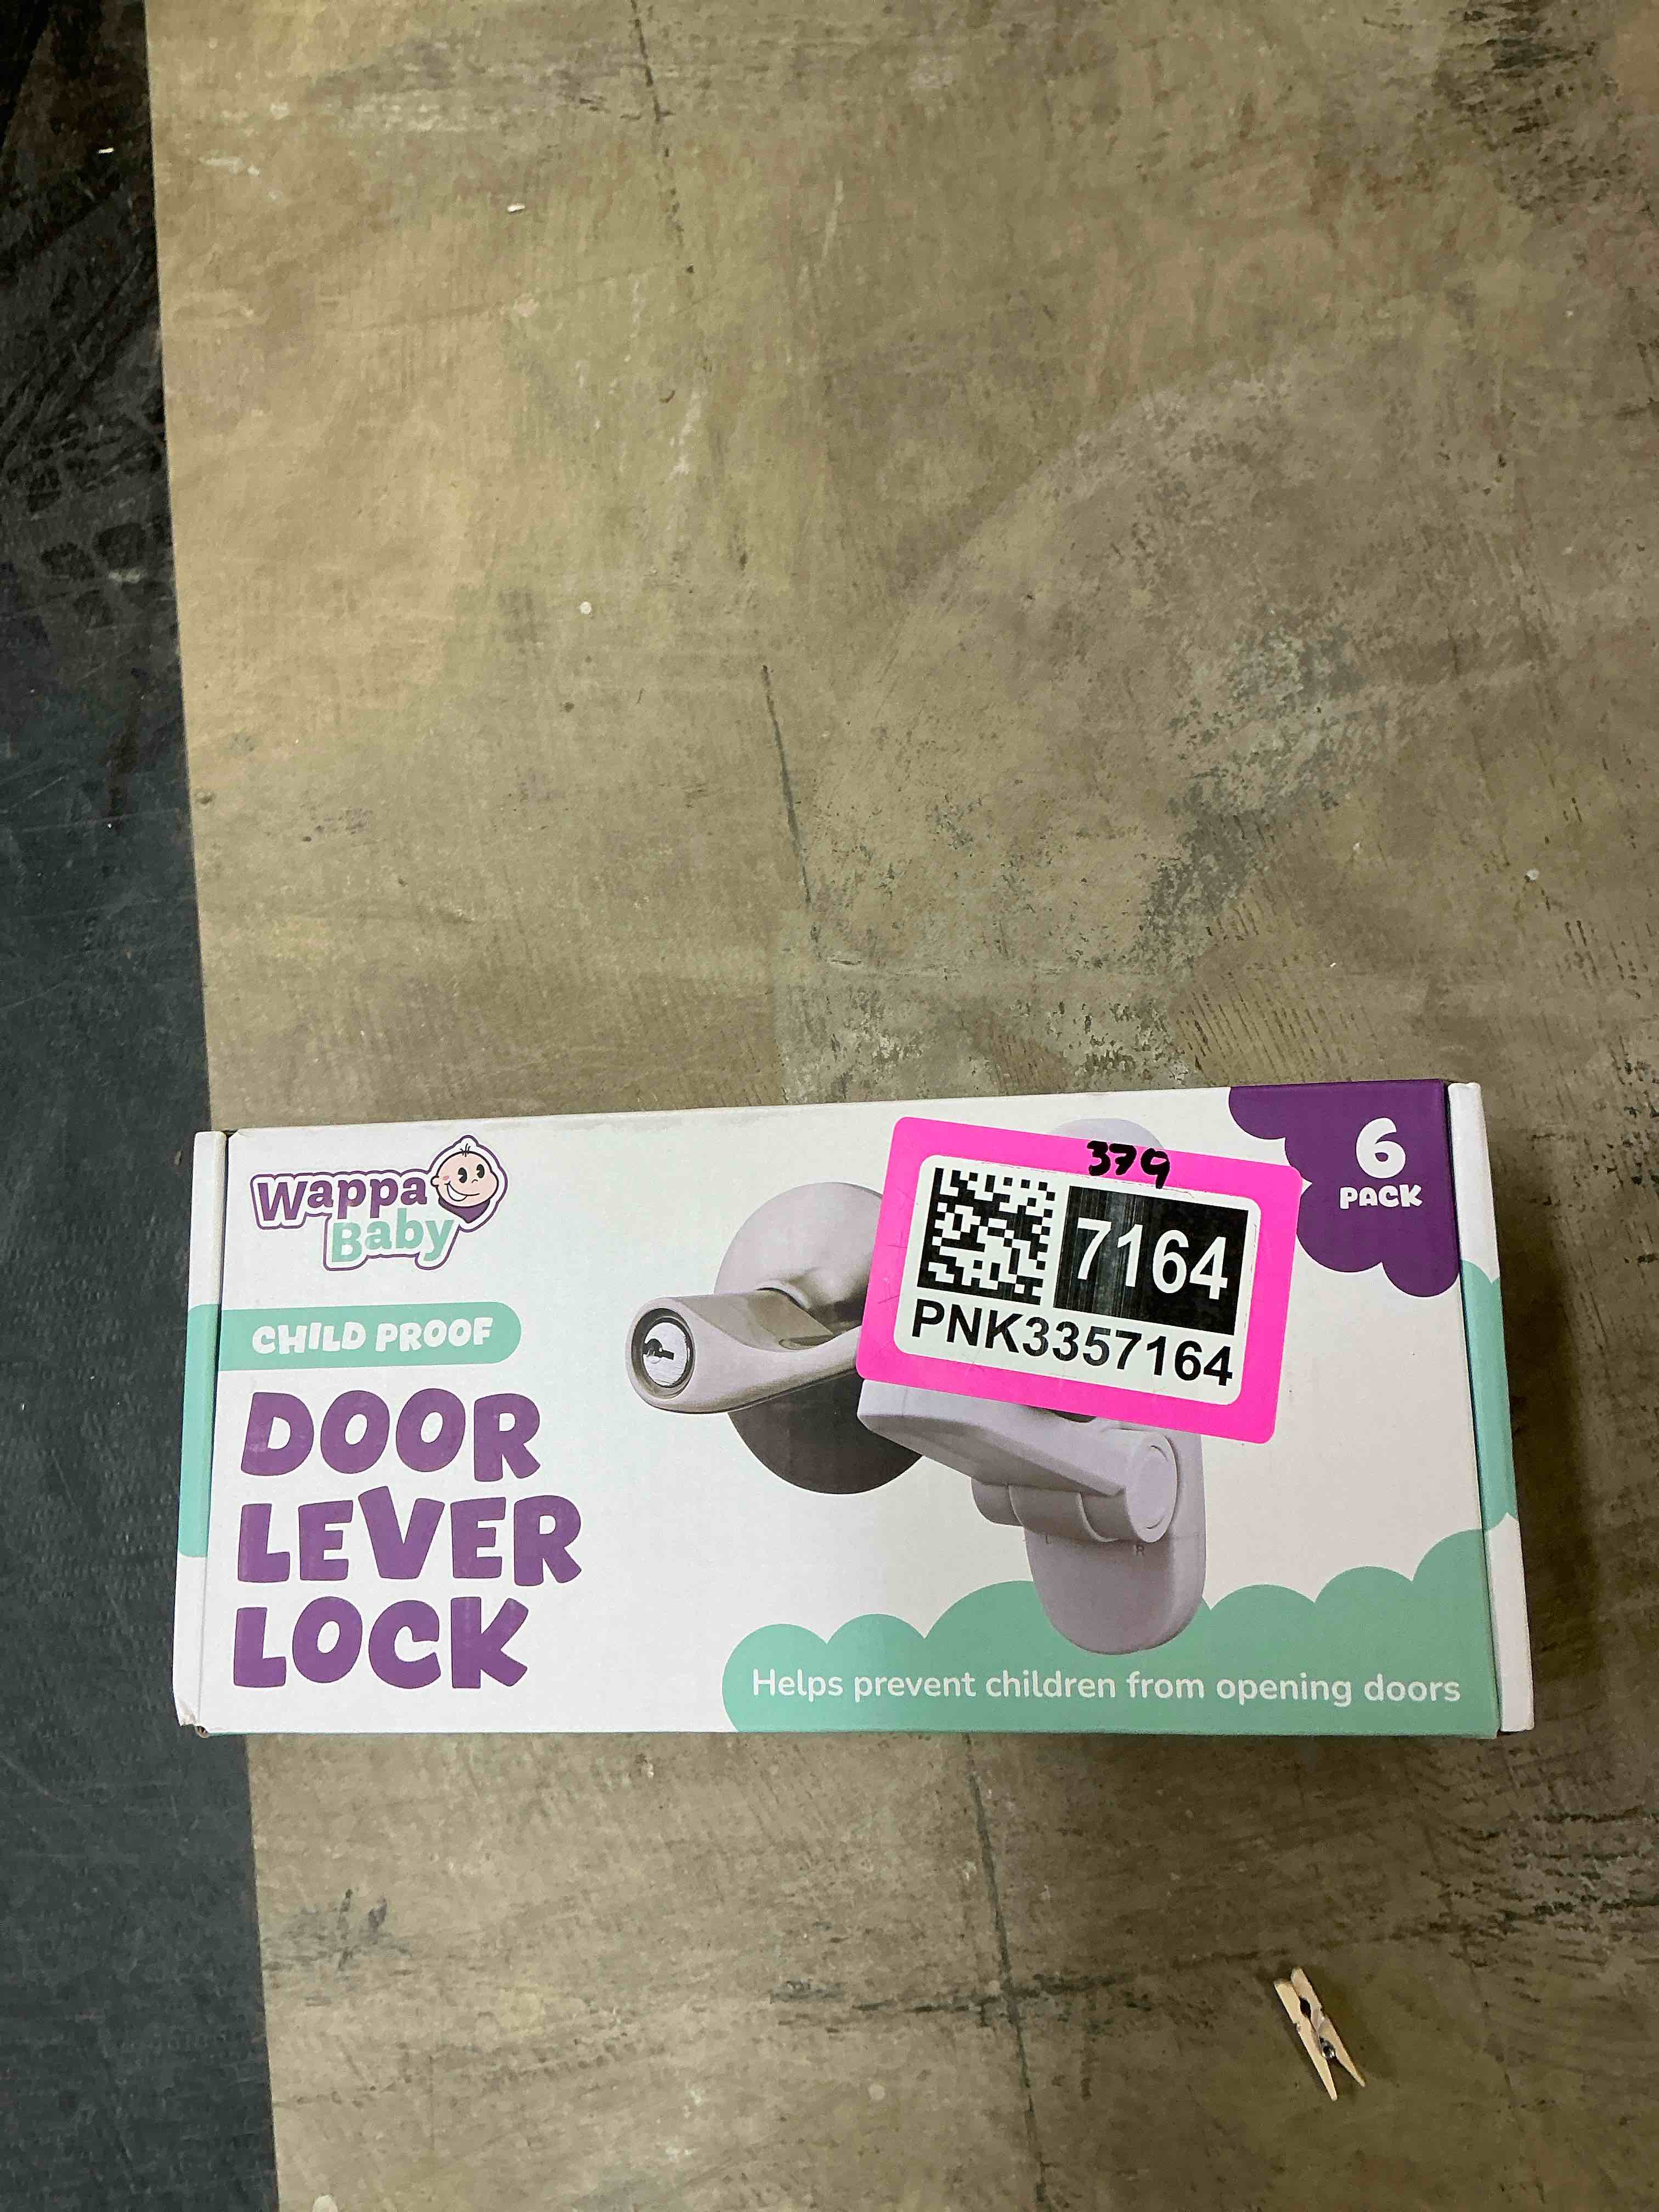 Wappa
Baby
CHILD PROOF
DOOR
LEVER
LOCK
379
7164
PNK3357164
6
PACK
R
Helps prevent children from opening doors